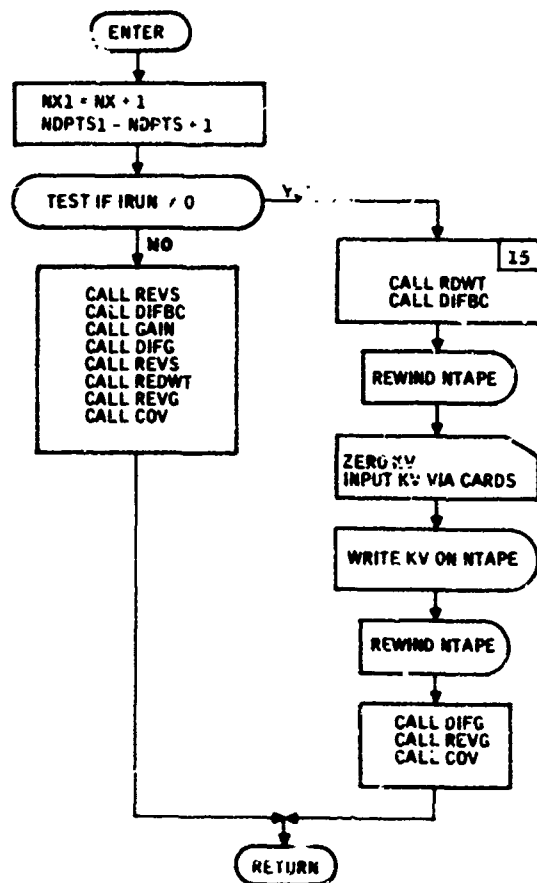 ENTER
NX1 = NX + 1
NDPTS1 - NDPTS + 1
TEST IF IRUN ≠ 0
NO
CALL REVS
CALL DIFBC
CALL GAIN
CALL DIFG
CALL REVS
CALL REDWT
CALL REVG
CALL COV
15
CALL RDWT
CALL DIFBC
REWIND NTAPE
ZERO KV
INPUT KV VIA CARDS
WRITE KV ON NTAPE
REWIND NTAPE
CALL DIFG
CALL REVG
CALL COV
RETURN